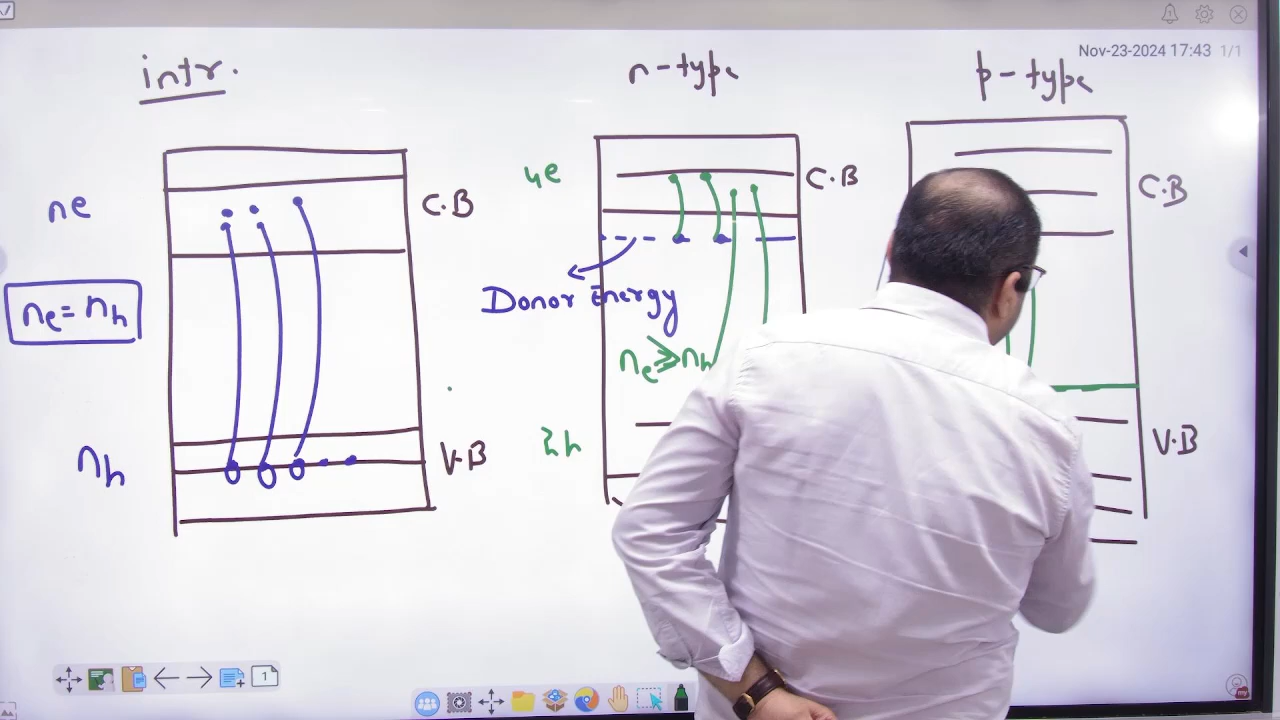 Nov-23-2024 17:43 1/1
intr.
n-type
p-type
ne
C.B
4e
C.B
C.B
ne = nh
Donor Energy
ne >> nh
nh
V.B
2h
V.B
1